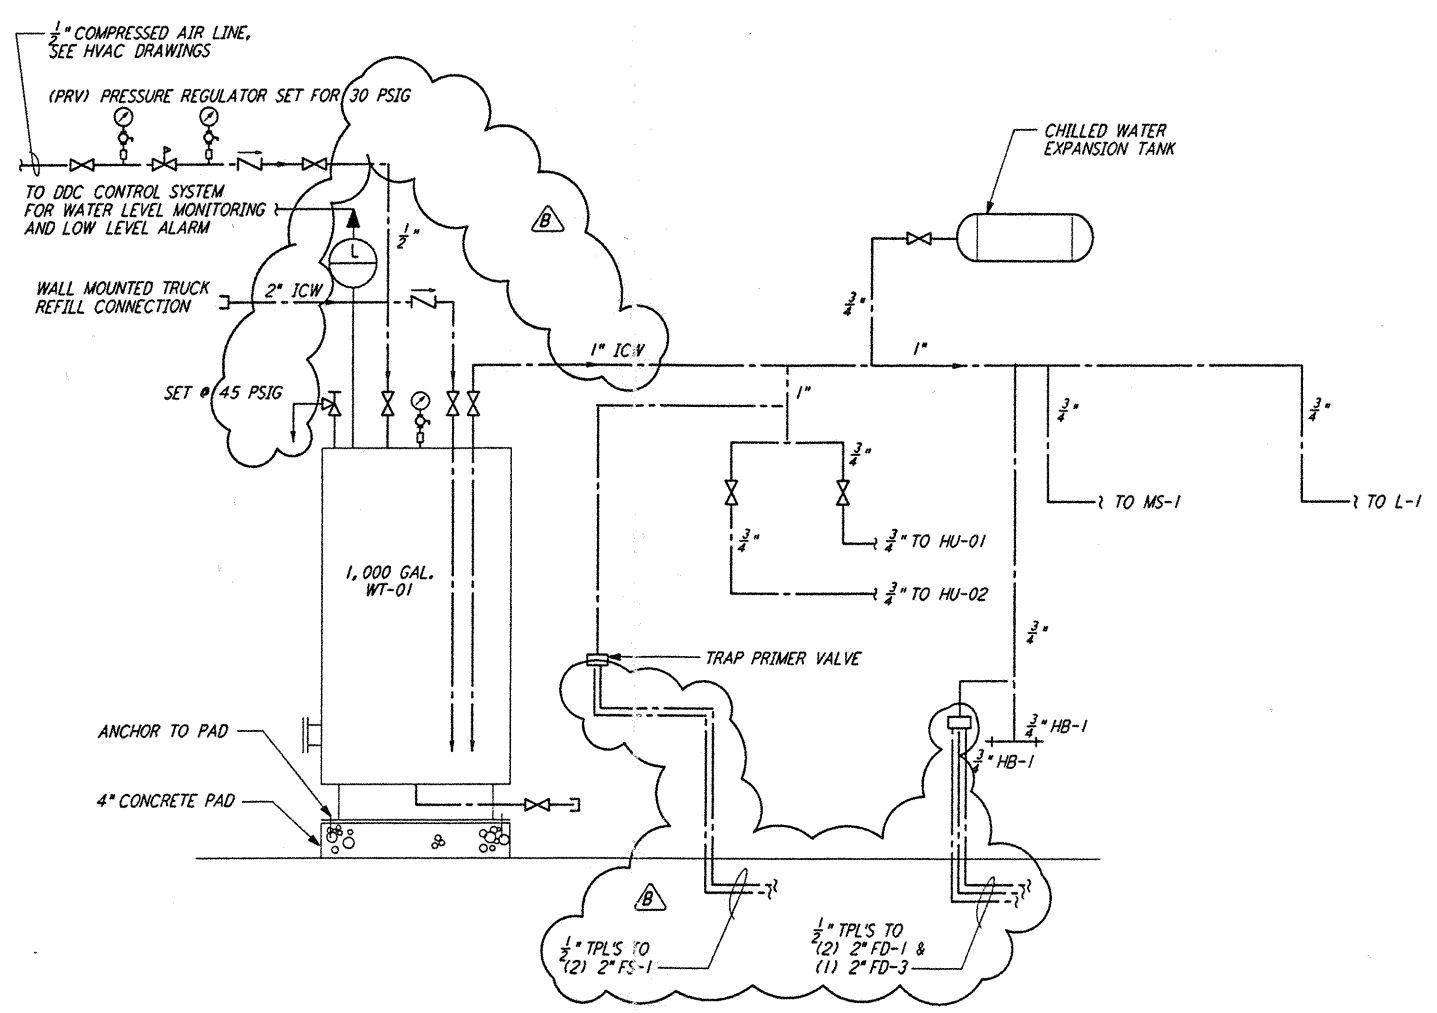 1/2" COMPRESSED AIR LINE,
SEE HVAC DRAWINGS
(PRV) PRESSURE REGULATOR SET FOR 30 PSIG
TO DDC CONTROL SYSTEM
FOR WATER LEVEL MONITORING
AND LOW LEVEL ALARM
L
1/2"
B
CHILLED WATER
EXPANSION TANK
WALL MOUNTED TRUCK
REFILL CONNECTION
2" ICW
3/4"
1" ICW
1"
SET @ 45 PSIG
1"
3/4"
3/4"
3/4"
TO MS-1
TO L-1
3/4"
3/4" TO HU-01
3/4" TO HU-02
1,000 GAL.
WT-01
3/4"
TRAP PRIMER VALVE
ANCHOR TO PAD
3/4" HB-1
3/4" HB-1
4" CONCRETE PAD
B
1/2" TPL'S TO
(2) 2" FS-1
1/2" TPL'S TO
(2) 2" FD-1 &
(1) 2" FD-3